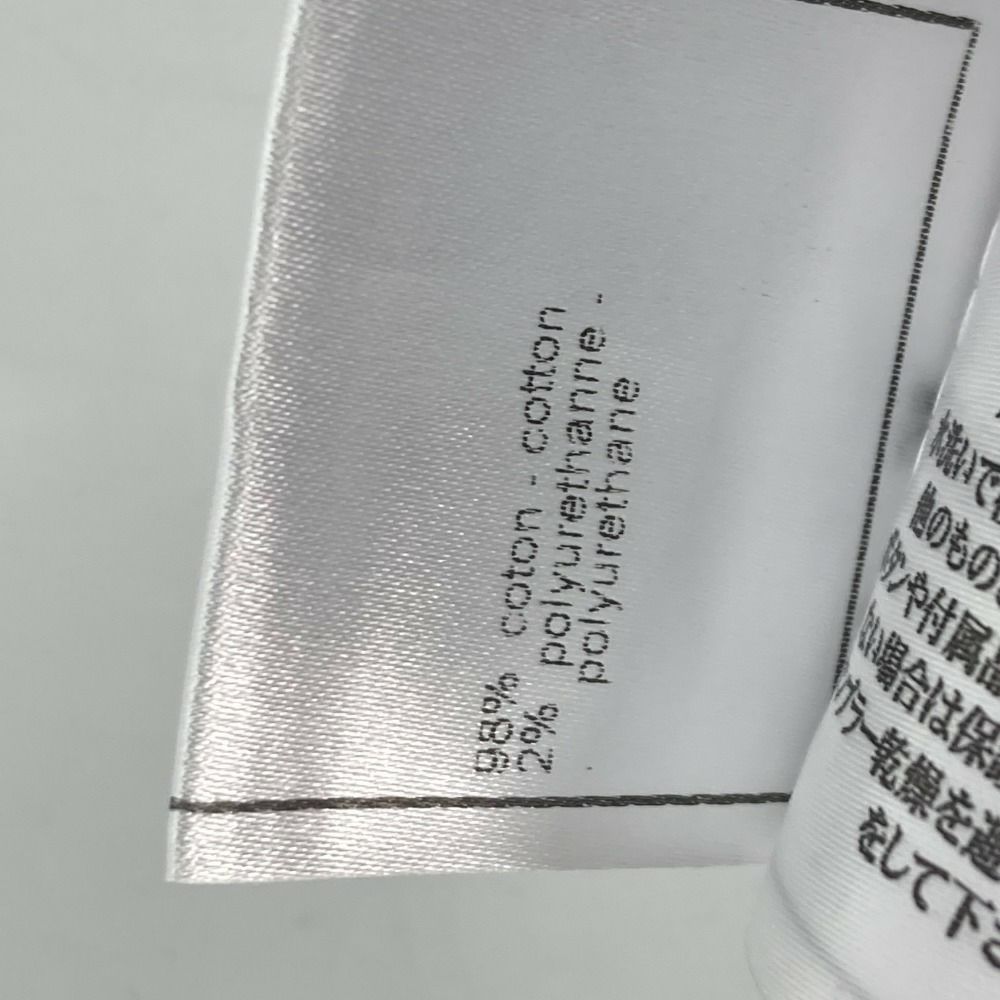 98% coton - cotton
2% polyurethanne -
polyurethane
水洗いで
他のもの
ボタンや付属品
ない場合は保
ンブラー乾燥を避
をして下さ